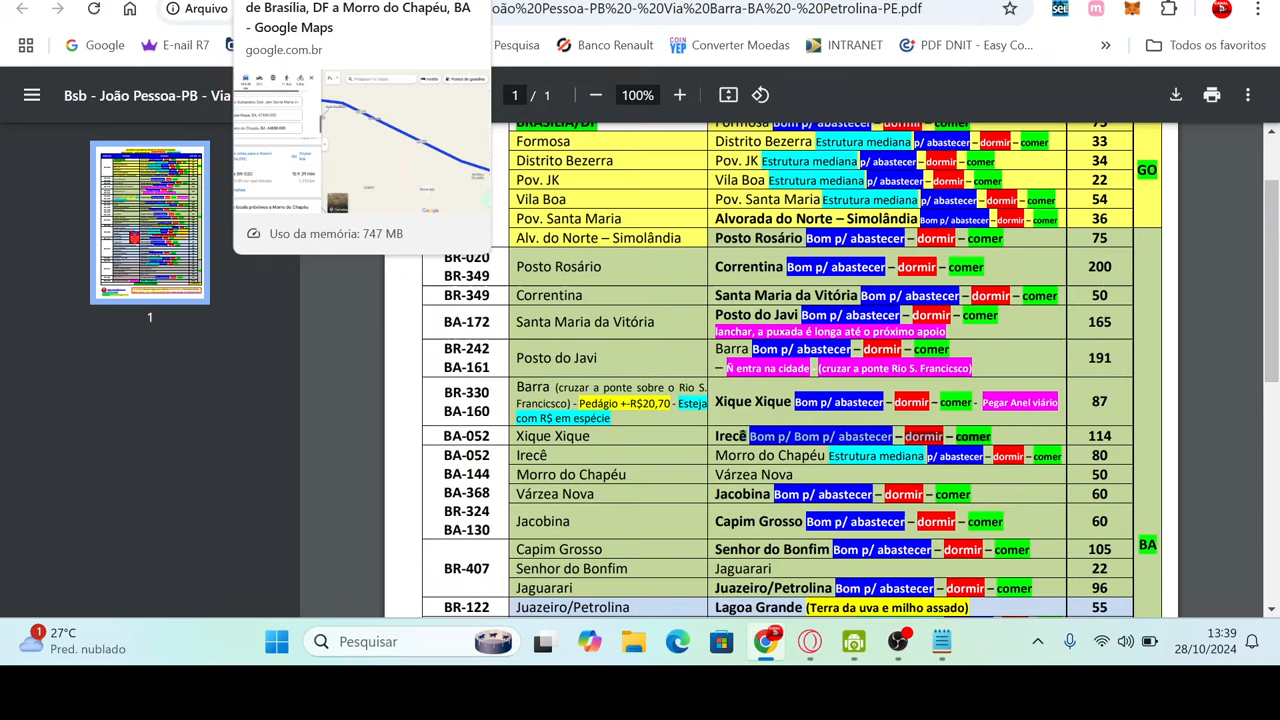 de Brasília, DF a Morro do Chapéu, BA
- Google Maps
google.com.br
Uso da memória: 747 MB
Arquivo
oão%20Pessoa-PB%20-%20Via%20Barra-BA%20-%20Petrolina-PE.pdf
Google
E-nail R7
Pesquisa
Banco Renault
COIN YEP
Converter Moedas
INTRANET
PDF DNIT - Easy Co...
»
Todos os favoritos
Bsb - João Pessoa-PB - Via
1 / 1
100%
1
Formosa Distrito Bezerra Estrutura mediana p/ abastecer – dormir – comer 33
Distrito Bezerra Pov. JK Estrutura mediana p/ abastecer – dormir – comer 34
GO
Pov. JK Vila Boa Estrutura mediana p/ abastecer – dormir – comer 22
Vila Boa Pov. Santa Maria Estrutura mediana p/ abastecer – dormir – comer 54
Pov. Santa Maria Alvorada do Norte – Simolândia Bom p/ abastecer – dormir – comer 36
Alv. do Norte – Simolândia Posto Rosário Bom p/ abastecer – dormir – comer 75
BR-020
BR-349
Posto Rosário Correntina Bom p/ abastecer – dormir – comer 200
BR-349 Correntina Santa Maria da Vitória Bom p/ abastecer – dormir – comer 50
BA-172 Santa Maria da Vitória Posto do Javi Bom p/ abastecer – dormir – comer 165
lanchar, a puxada é longa até o próximo apoio
BR-242
BA-161
Posto do Javi Barra Bom p/ abastecer – dormir – comer 191
– Ñ entra na cidade - (cruzar a ponte Rio S. Francicsco)
BR-330
BA-160
Barra (cruzar a ponte sobre o Rio S.
Francisco) - Pedágio +-R$20,70 - Esteja
com R$ em espécie
Xique Xique Bom p/ abastecer – dormir – comer - Pegar Anel viário 87
BA-052 Xique Xique Irecê Bom p/ Bom p/ abastecer – dormir – comer 114
BA-052 Irecê Morro do Chapéu Estrutura mediana p/ abastecer – dormir – comer 80
BA-144 Morro do Chapéu Várzea Nova 50
BA-368 Várzea Nova Jacobina Bom p/ abastecer – dormir – comer 60
BR-324
BA-130
Jacobina Capim Grosso Bom p/ abastecer – dormir – comer 60
BA
BR-407
Capim Grosso Senhor do Bonfim Bom p/ abastecer – dormir – comer 105
Senhor do Bonfim Jaguarari 22
Jaguarari Juazeiro/Petrolina Bom p/ abastecer – dormir – comer 96
BR-122 Juazeiro/Petrolina Lagoa Grande (Terra da uva e milho assado) 55
1
27°C
Pred. nublado
Pesquisar
13:39
28/10/2024